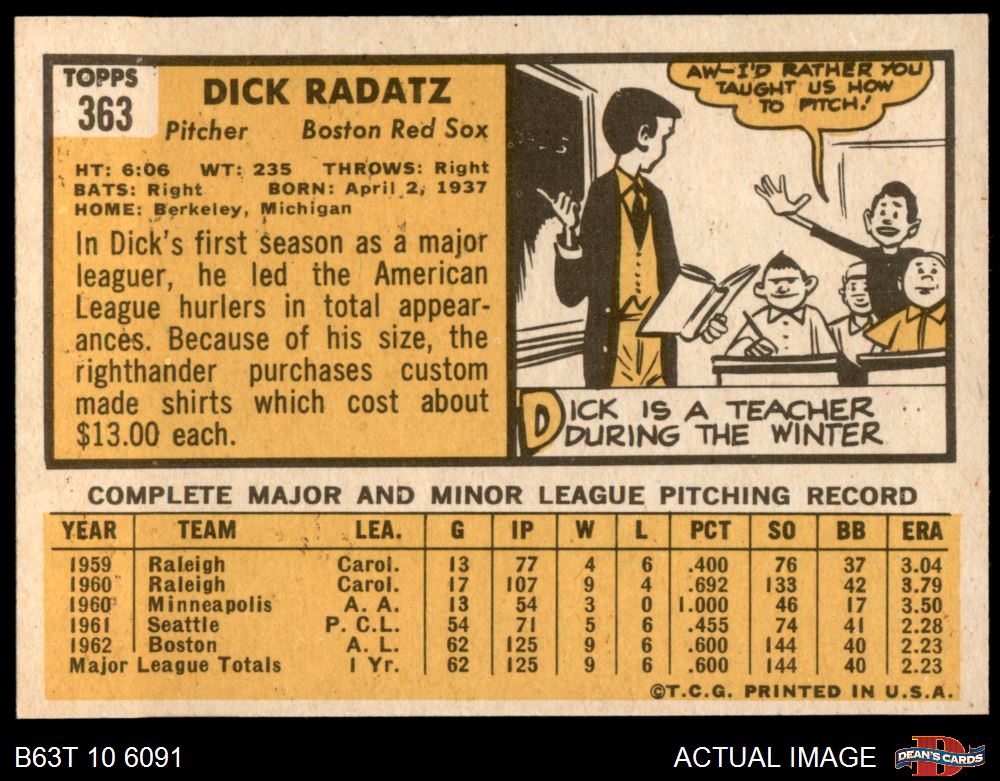 TOPPS
363
DICK RADATZ
Pitcher Boston Red Sox
HT: 6:06 WT: 235 THROWS: Right
BATS: Right BORN: April 2, 1937
HOME: Berkeley, Michigan
In Dick's first season as a major
leaguer, he led the American
League hurlers in total appear-
ances. Because of his size, the
righthander purchases custom
made shirts which cost about
$13.00 each.
AW—I'D RATHER YOU
TAUGHT US HOW
TO PITCH!
DICK IS A TEACHER
DURING THE WINTER
COMPLETE MAJOR AND MINOR LEAGUE PITCHING RECORD
YEAR TEAM LEA. G IP W L PCT SO BB ERA
1959 Raleigh Carol. 13 77 4 6 .400 76 37 3.04
1960 Raleigh Carol. 17 107 9 4 .692 133 42 3.79
1960 Minneapolis A. A. 13 54 3 0 1.000 46 17 3.50
1961 Seattle P. C. L. 54 71 5 6 .455 74 41 2.28
1962 Boston A. L. 62 125 9 6 .600 144 40 2.23
Major League Totals 1 Yr. 62 125 9 6 .600 144 40 2.23
©T.C.G. PRINTED IN U.S.A.
B63T 10 6091
ACTUAL IMAGE
D
DEAN'S CARDS